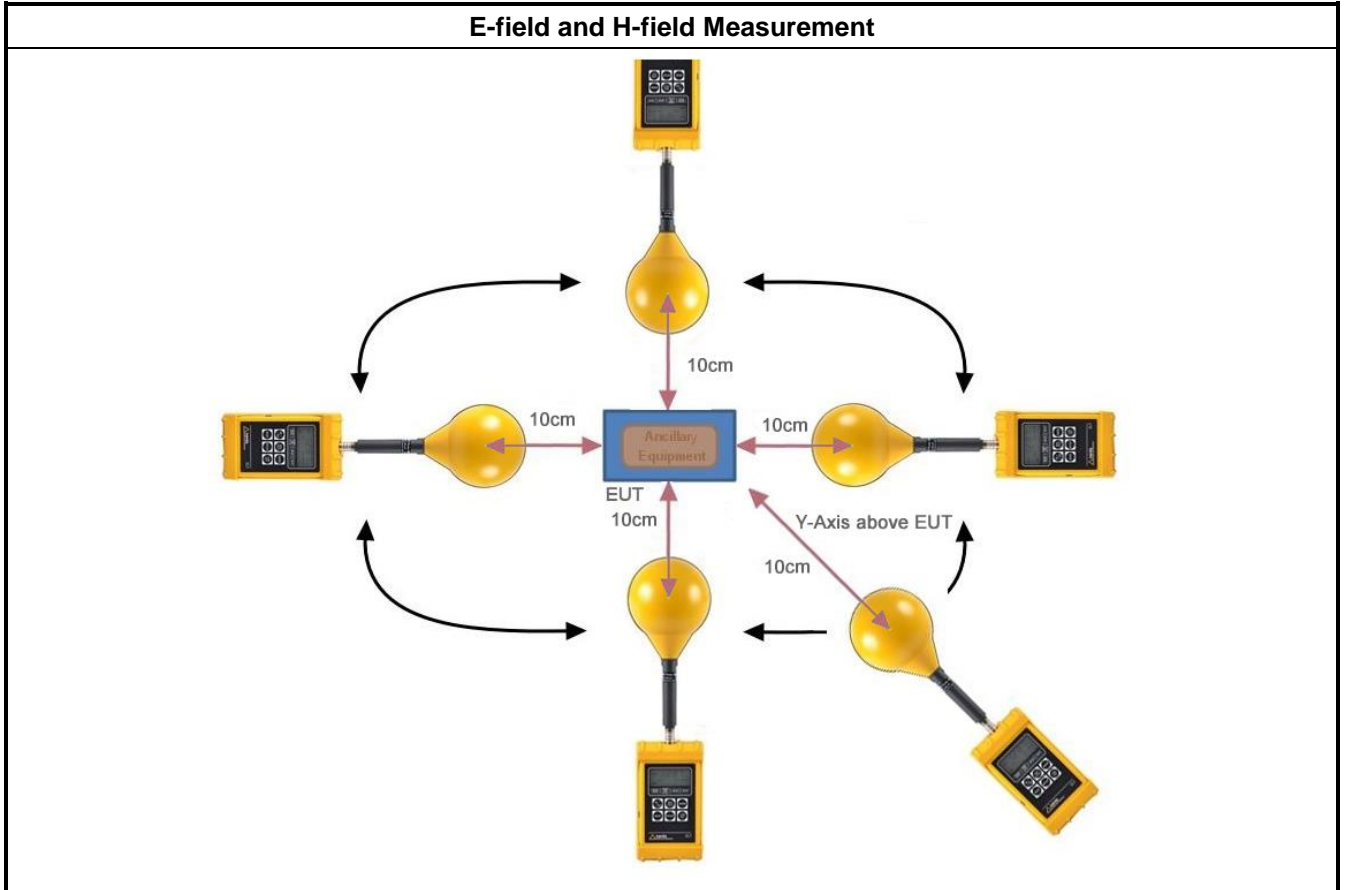 E-field and H-field Measurement
10cm
10cm
10cm
Ancillary
Equipment
EUT
10cm
Y-Axis above EUT
10cm